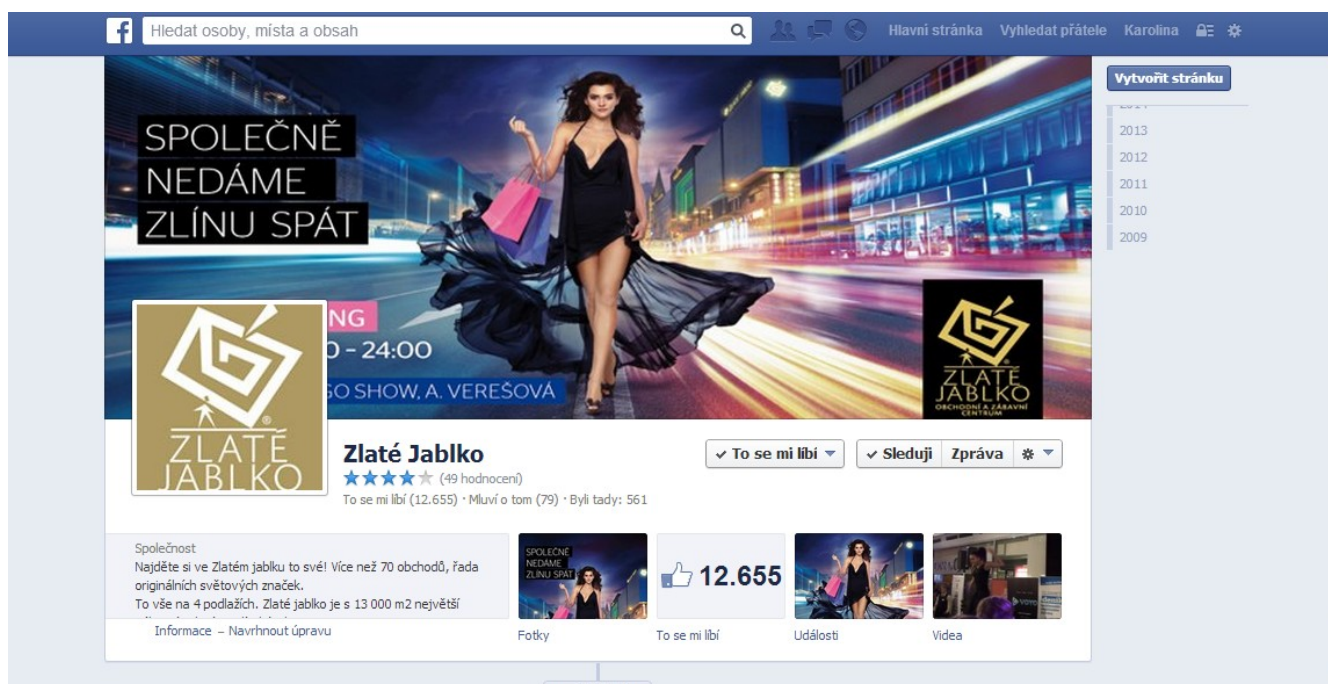 Hledat osoby, místa a obsah
Hlavní stránka Vyhledat přátele Karolina
Vytvořit stránku
2013
2012
2011
2010
2009
SPOLEČNĚ
NEDÁME
ZLÍNU SPÁT
NG
0 – 24:00
GO SHOW, A. VEREŠOVÁ
ZLATÉ
JABLKO
OBCHODNÍ A ZÁBAVNÍ
CENTRUM
ZLATÉ
JABLKO
Zlaté Jablko
(49 hodnocení)
To se mi líbí (12.655) · Mluví o tom (79) · Byli tady: 561
To se mi líbí
Sleduji Zpráva
Společnost
Najděte si ve Zlatém jablku to své! Více než 70 obchodů, řada
originálních světových značek.
To vše na 4 podlažích. Zlaté jablko je s 13 000 m2 největší
Informace – Navrhnout úpravu
SPOLEČNĚ
NEDÁME
ZLÍNU SPÁT
Fotky
12.655
To se mi líbí
Události
VOYO
Videa